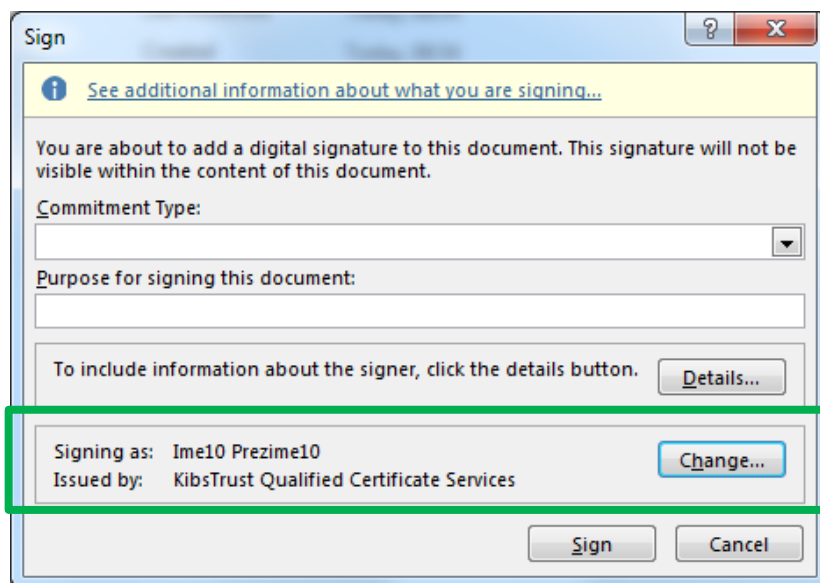 Sign
?
X
See additional information about what you are signing...
You are about to add a digital signature to this document. This signature will not be
visible within the content of this document.
Commitment Type:
Purpose for signing this document:
To include information about the signer, click the details button.
Details...
Signing as: Ime10 Prezime10
Change...
Issued by: KibsTrust Qualified Certificate Services
Sign
Cancel